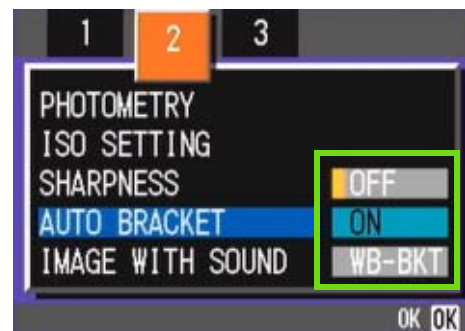 1 2 3
PHOTOMETRY
ISO SETTING
SHARPNESS OFF
AUTO BRACKET ON
IMAGE WITH SOUND WB-BKT
OK OK